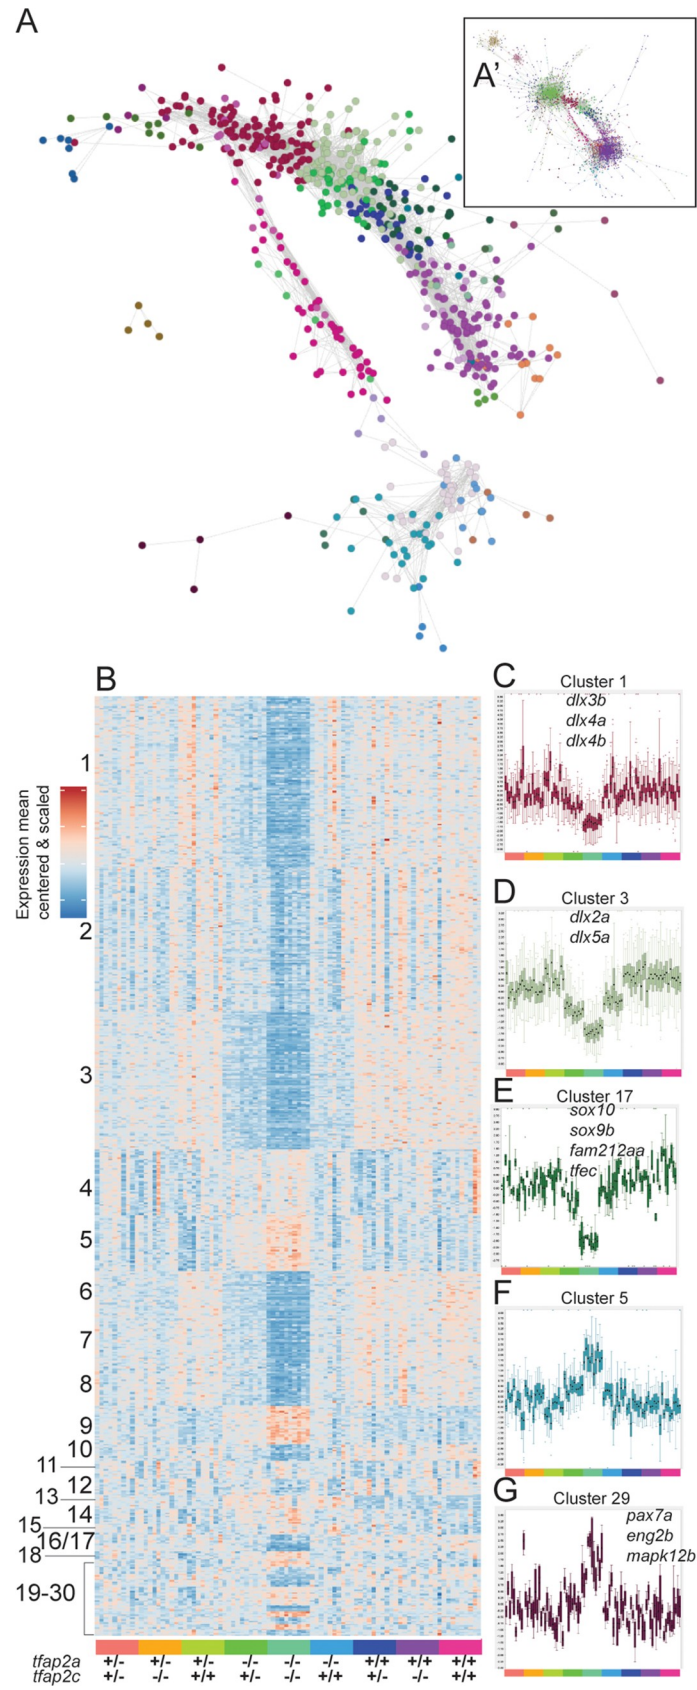 A
A'
B
1
2
3
4
5
6
7
8
9
10
11
12
13
14
15
16/17
18
19-30
Expression mean
centered & scaled
tfap2a +/- +/- +/- -/- -/- -/- +/+ +/+ +/+
tfap2c +/- -/- +/+ +/- -/- +/+ +/- -/- +/+
C
Cluster 1
dlx3b
dlx4a
dlx4b
D
Cluster 3
dlx2a
dlx5a
E
Cluster 17
sox10
sox9b
fam212aa
tfec
F
Cluster 5
G
Cluster 29
pax7a
eng2b
mapk12b